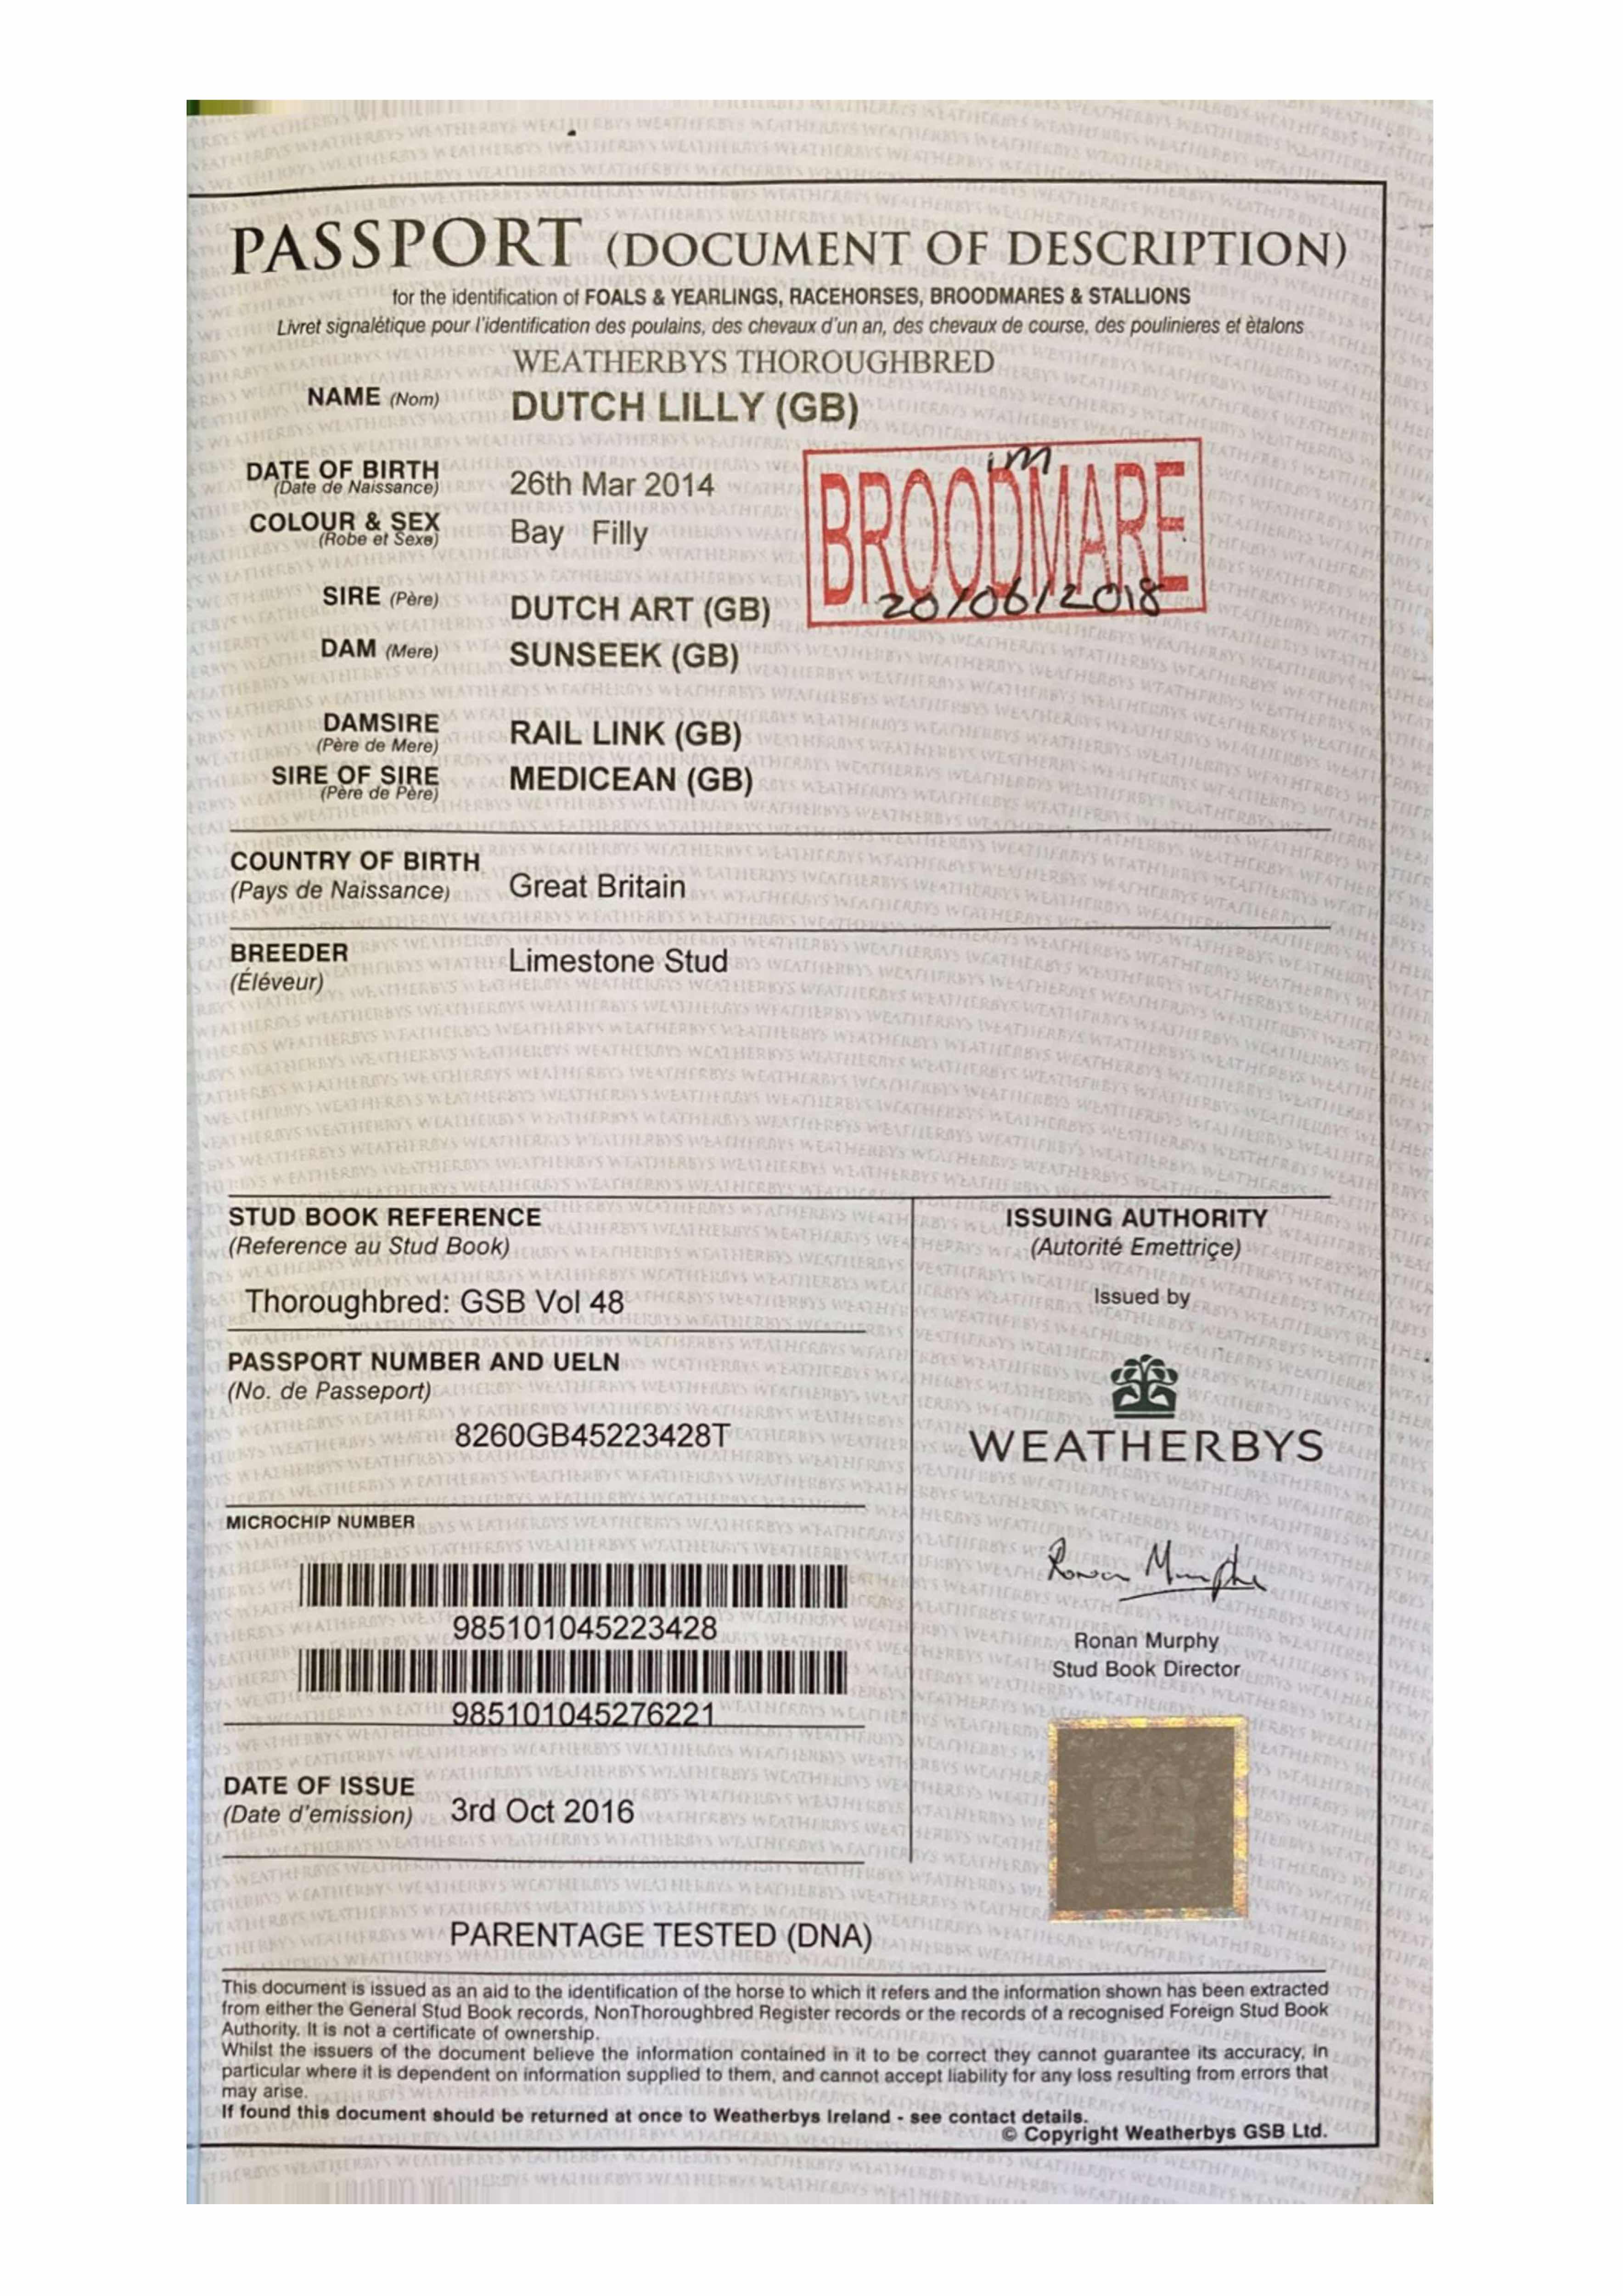 PASSPORT (DOCUMENT OF DESCRIPTION)
for the identification of FOALS & YEARLINGS, RACEHORSES, BROODMARES & STALLIONS
Livret signalétique pour l'identification des poulains, des chevaux d'un an, des chevaux de course, des poulinieres et ètalons
WEATHERBYS THOROUGHBRED
NAME (Nom) DUTCH LILLY (GB)
DATE OF BIRTH 26th Mar 2014
(Date de Naissance)
BROODMARE
20/06/2018
COLOUR & SEX Bay Filly
(Robe et Sexe)
SIRE (Père) DUTCH ART (GB)
DAM (Mere) SUNSEEK (GB)
DAMSIRE RAIL LINK (GB)
(Père de Mere)
SIRE OF SIRE MEDICEAN (GB)
(Père de Père)
COUNTRY OF BIRTH
(Pays de Naissance) Great Britain
BREEDER Limestone Stud
(Éléveur)
STUD BOOK REFERENCE
(Reference au Stud Book)
Thoroughbred: GSB Vol 48
PASSPORT NUMBER AND UELN
(No. de Passeport)
8260GB45223428T
MICROCHIP NUMBER
985101045223428
985101045276221
DATE OF ISSUE
(Date d'emission) 3rd Oct 2016
ISSUING AUTHORITY
(Autorité Emettriçe)
Issued by
WEATHERBYS
Ronan Murphy
Ronan Murphy
Stud Book Director
PARENTAGE TESTED (DNA)
This document is issued as an aid to the identification of the horse to which it refers and the information shown has been extracted
from either the General Stud Book records, NonThoroughbred Register records or the records of a recognised Foreign Stud Book
Authority. It is not a certificate of ownership.
Whilst the issuers of the document believe the information contained in it to be correct they cannot guarantee its accuracy, in
particular where it is dependent on information supplied to them, and cannot accept liability for any loss resulting from errors that
may arise.
If found this document should be returned at once to Weatherbys Ireland - see contact details.
© Copyright Weatherbys GSB Ltd.